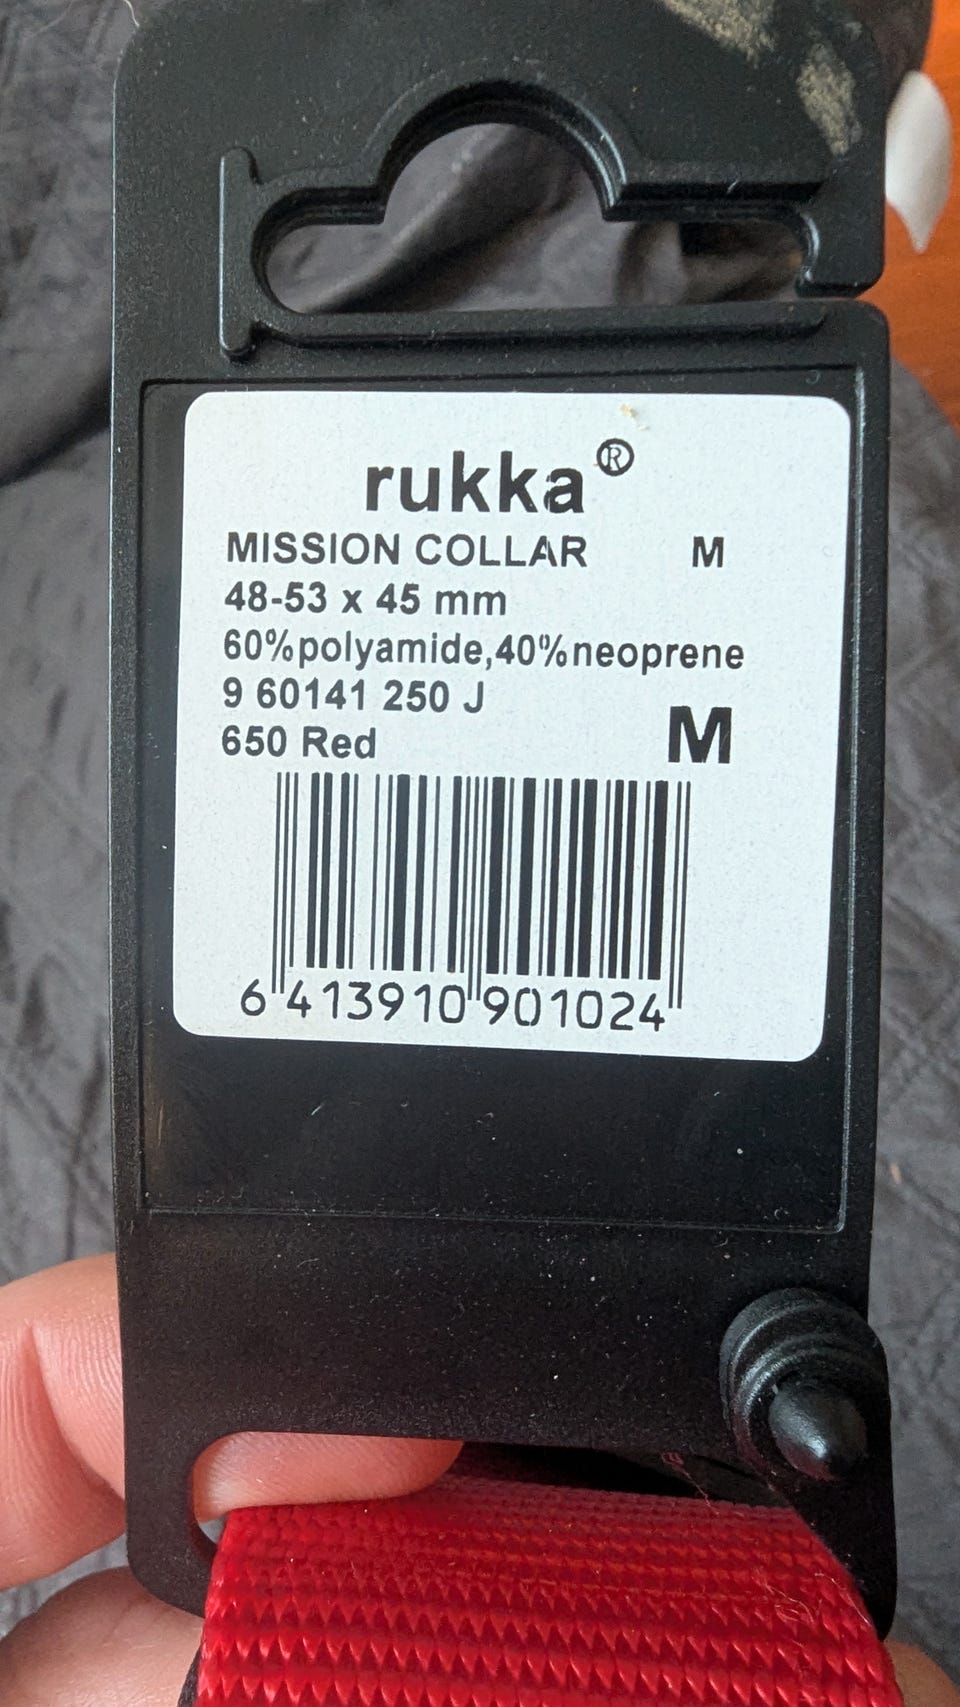 rukka®
MISSION COLLAR M
48-53 x 45 mm
60%polyamide,40%neoprene
9 60141 250 J
650 Red M
6 413910 901024